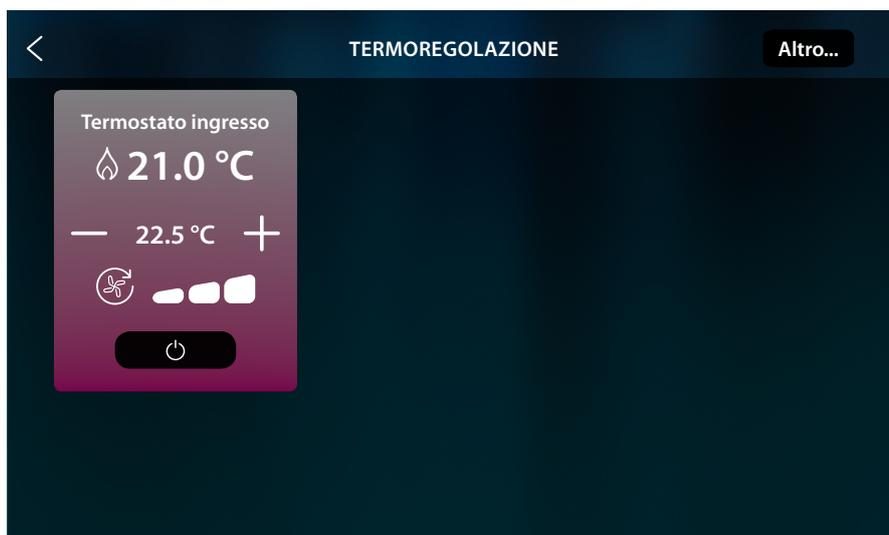 TERMOREGOLAZIONE
Altro...
Termostato ingresso
21.0 °C
22.5 °C